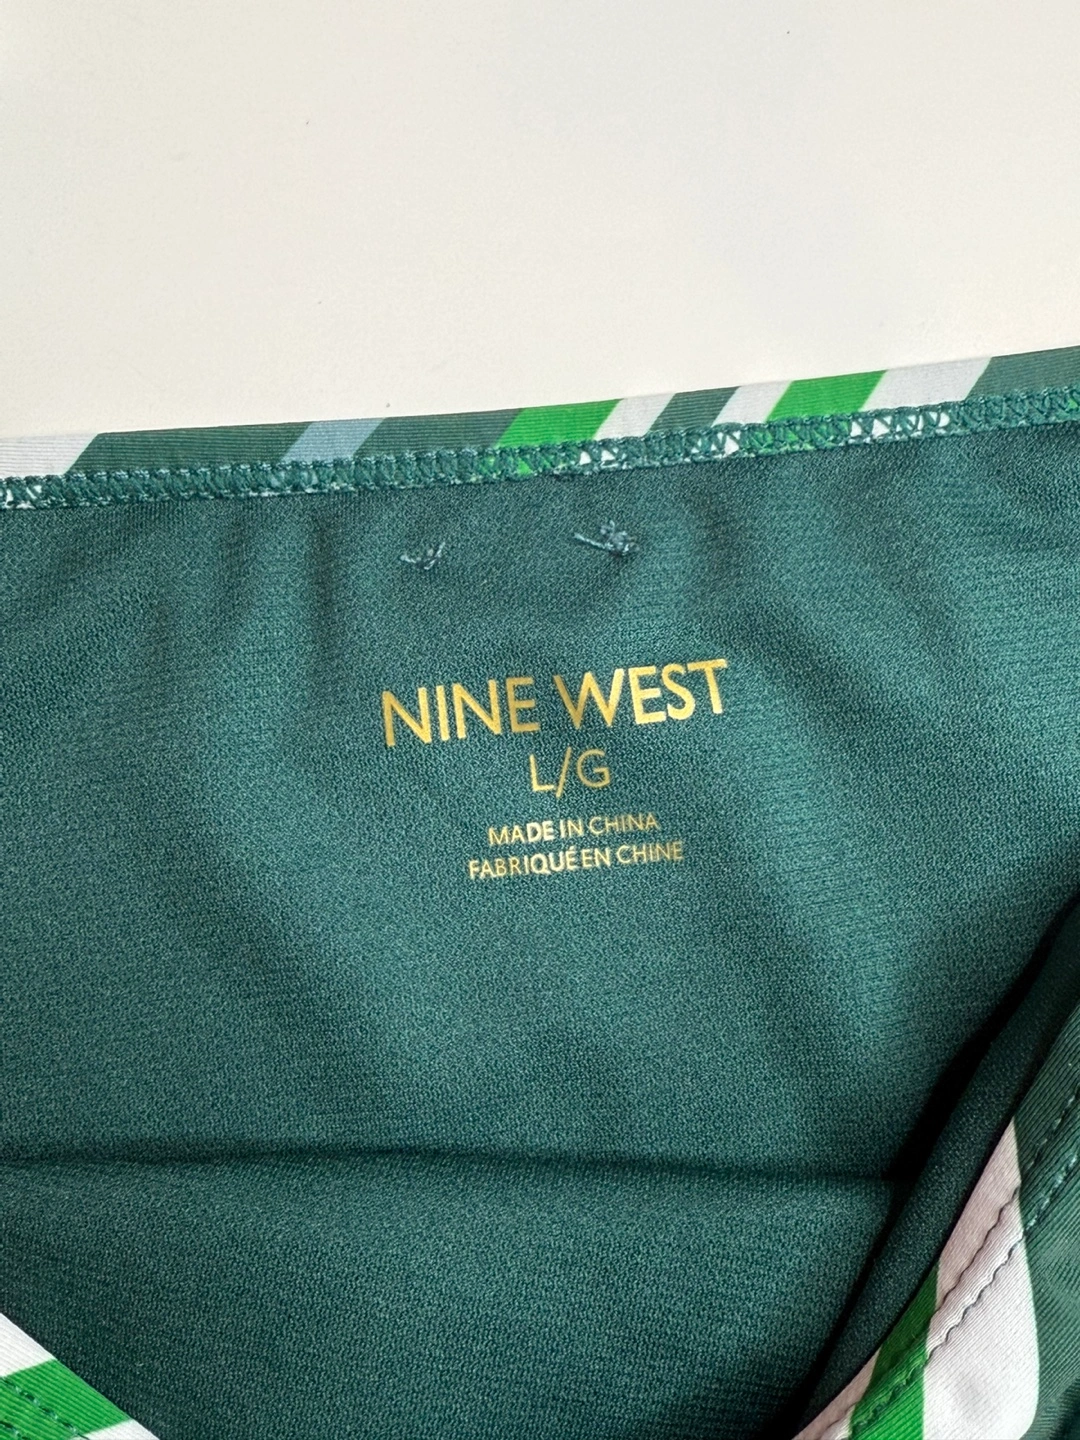 NINE WEST
L/G
MADE IN CHINA
FABRIQUÉ EN CHINE